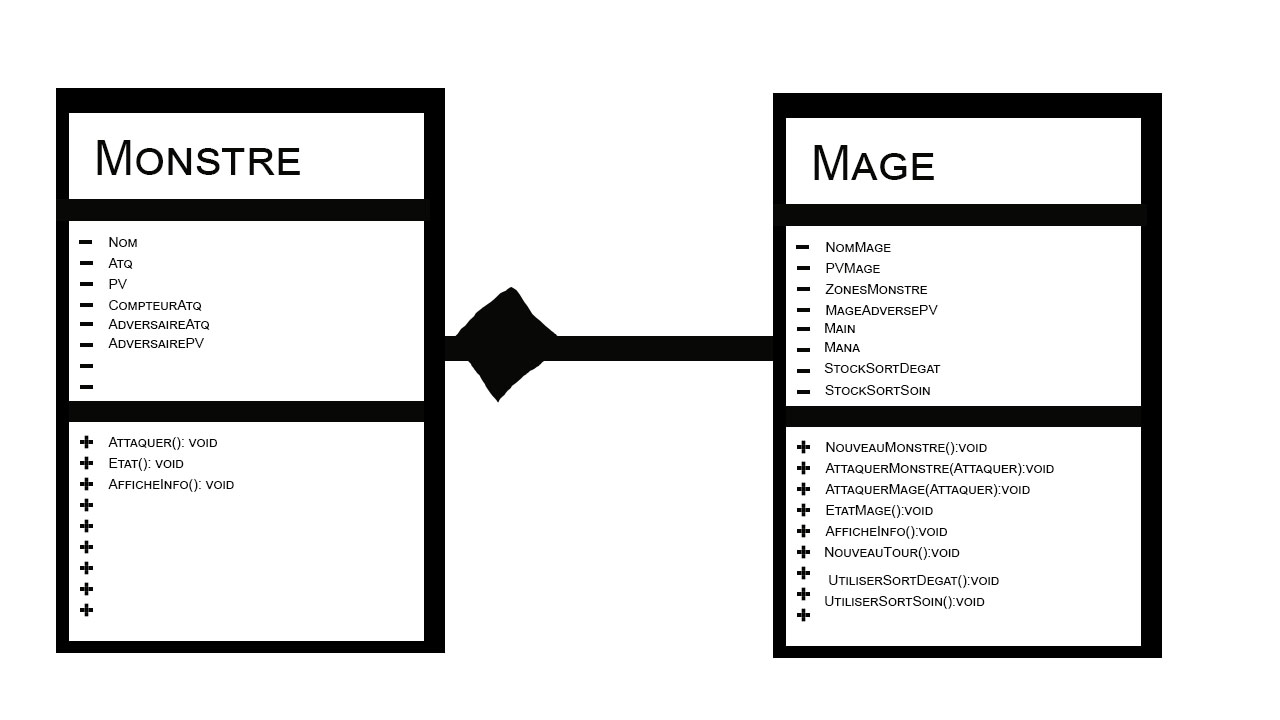 Monstre
- Nom
- Atq
- PV
- CompteurAtq
- AdversaireAtq
- AdversairePV
-
-
+ Attaquer(): void
+ Etat(): void
+ AfficheInfo(): void
+
+
+
+
+
+
Mage
- NomMage
- PVMage
- ZonesMonstre
- MageAdversePV
- Main
- Mana
- StockSortDegat
- StockSortSoin
+ NouveauMonstre():void
+ AttaquerMonstre(Attaquer):void
+ AttaquerMage(Attaquer):void
+ EtatMage():void
+ AfficheInfo():void
+ NouveauTour():void
+ UtiliserSortDegat():void
+ UtiliserSortSoin():void
+